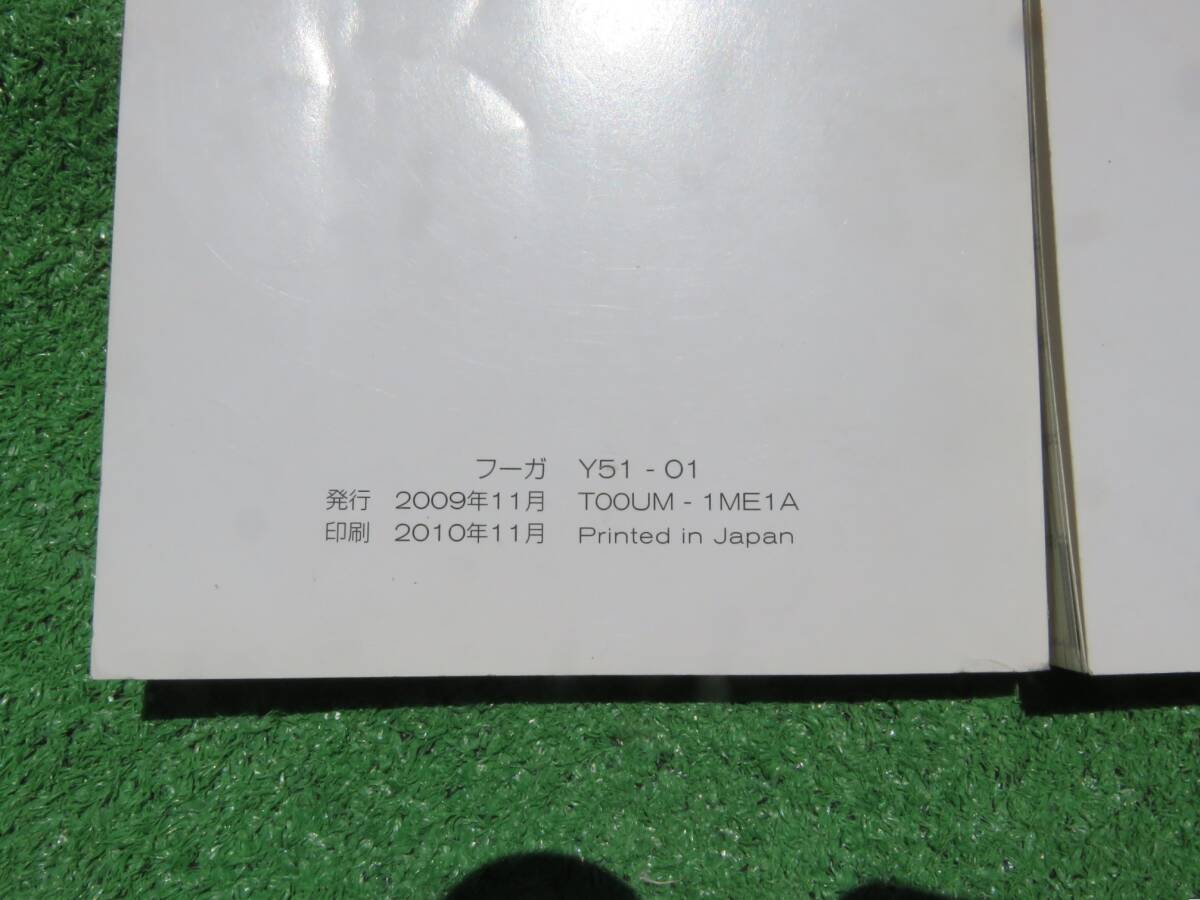 フーガ Y51 - 01
発行 2009年11月 T00UM - 1ME1A
印刷 2010年11月 Printed in Japan